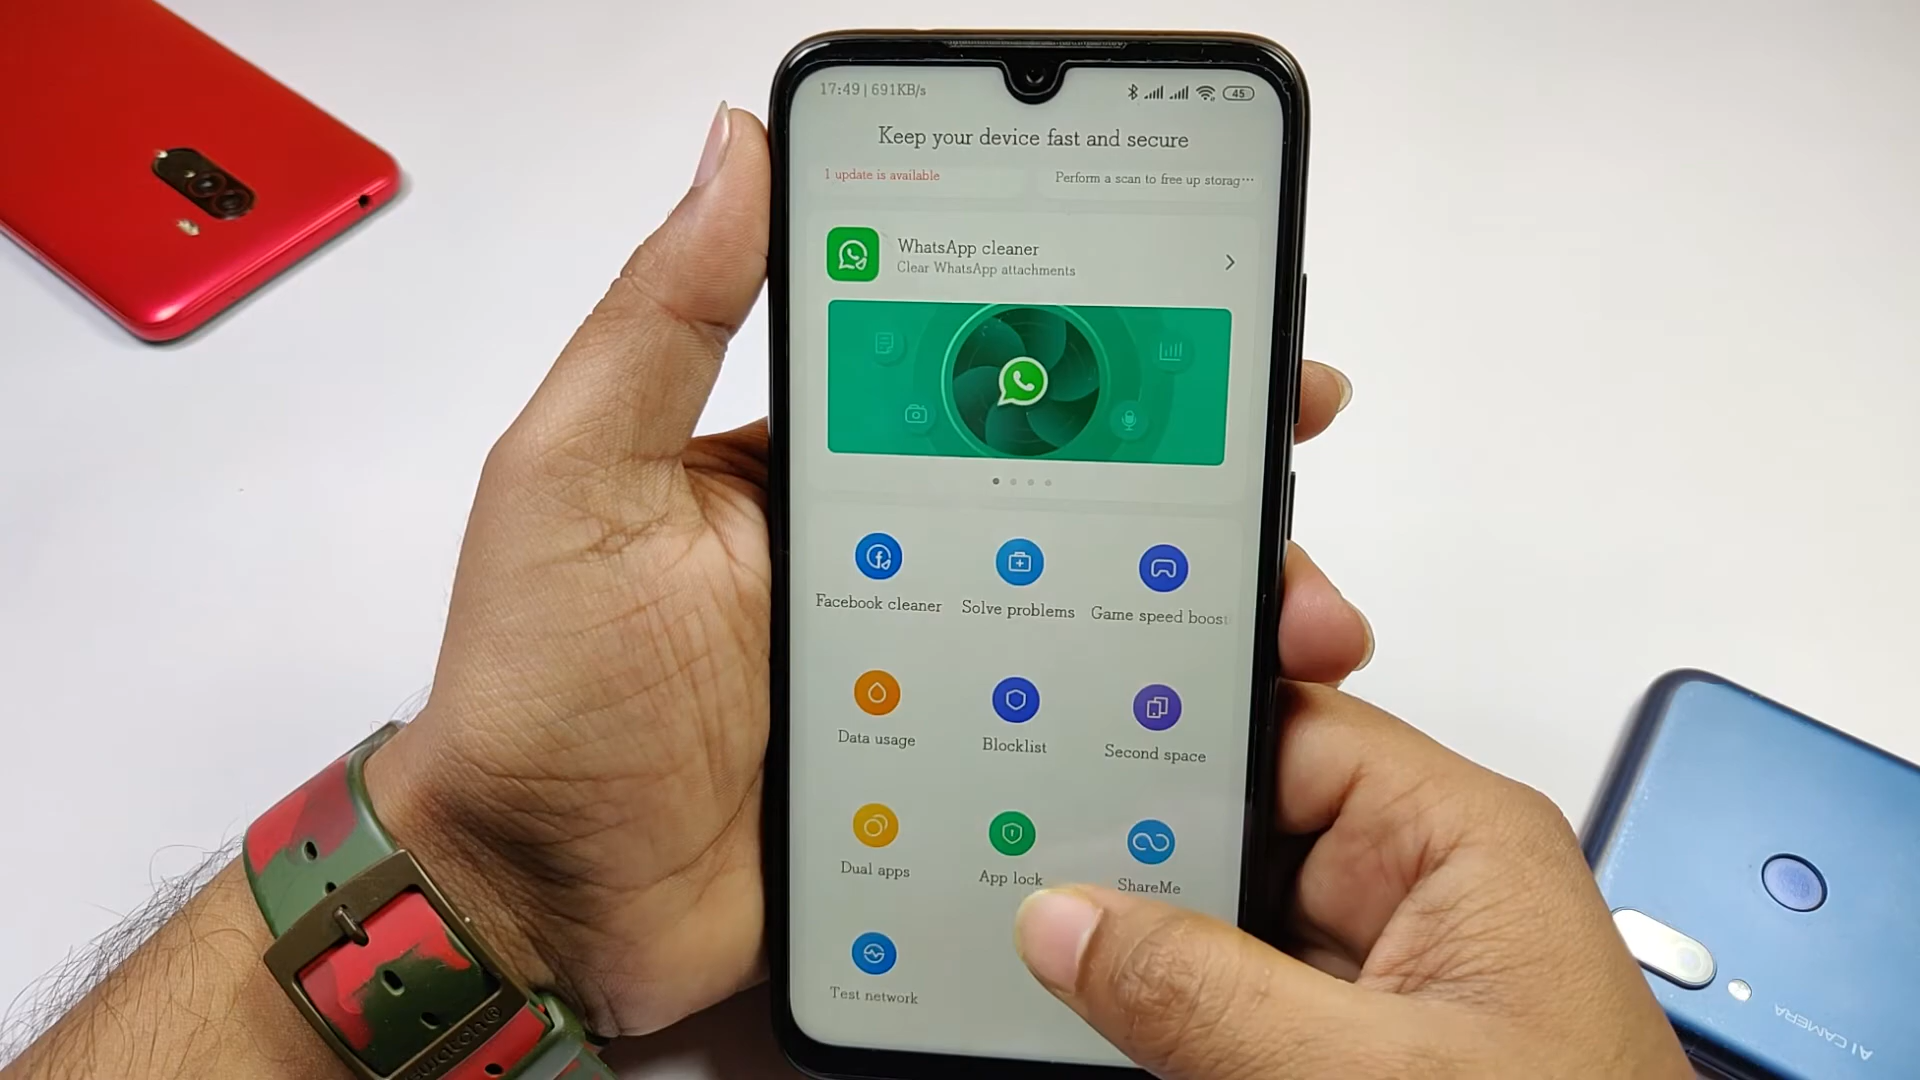 17:49 | 691KB/s
45
Keep your device fast and secure
1 update is available
Perform a scan to free up storag...
WhatsApp cleaner
Clear WhatsApp attachments
Facebook cleaner
Solve problems
Game speed boost
Data usage
Blocklist
Second space
Dual apps
App lock
ShareMe
Test network
swatch®
AI CAMERA